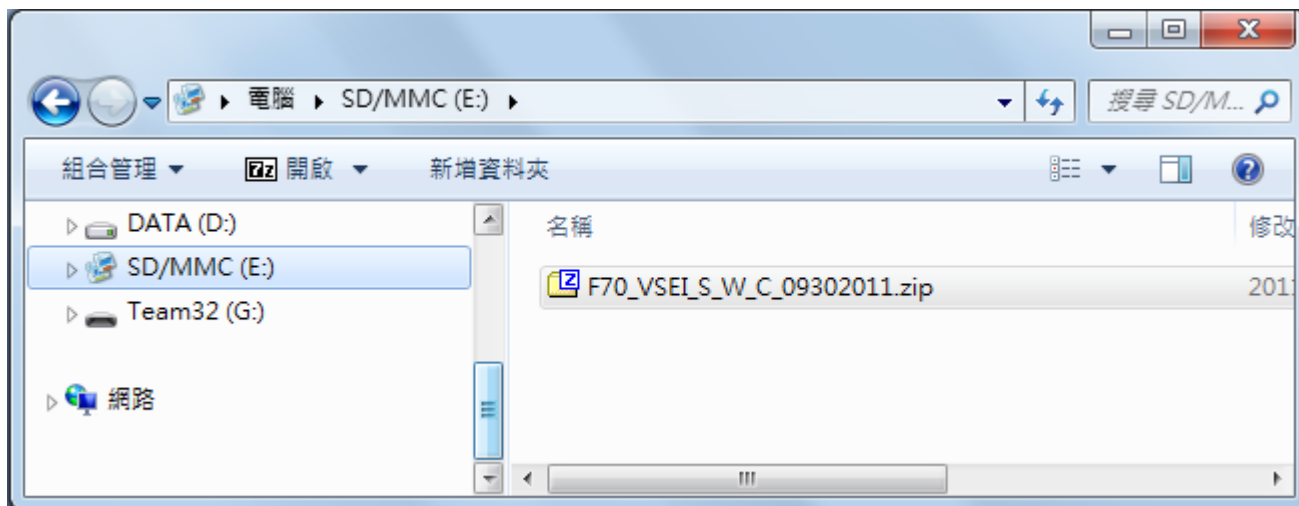 電腦 SD/MMC (E:) 搜尋 SD/M...
組合管理 7z 開啟 新增資料夾
DATA (D:)
SD/MMC (E:)
Team32 (G:)
網路
名稱 修改
F70_VSEI_S_W_C_09302011.zip 201